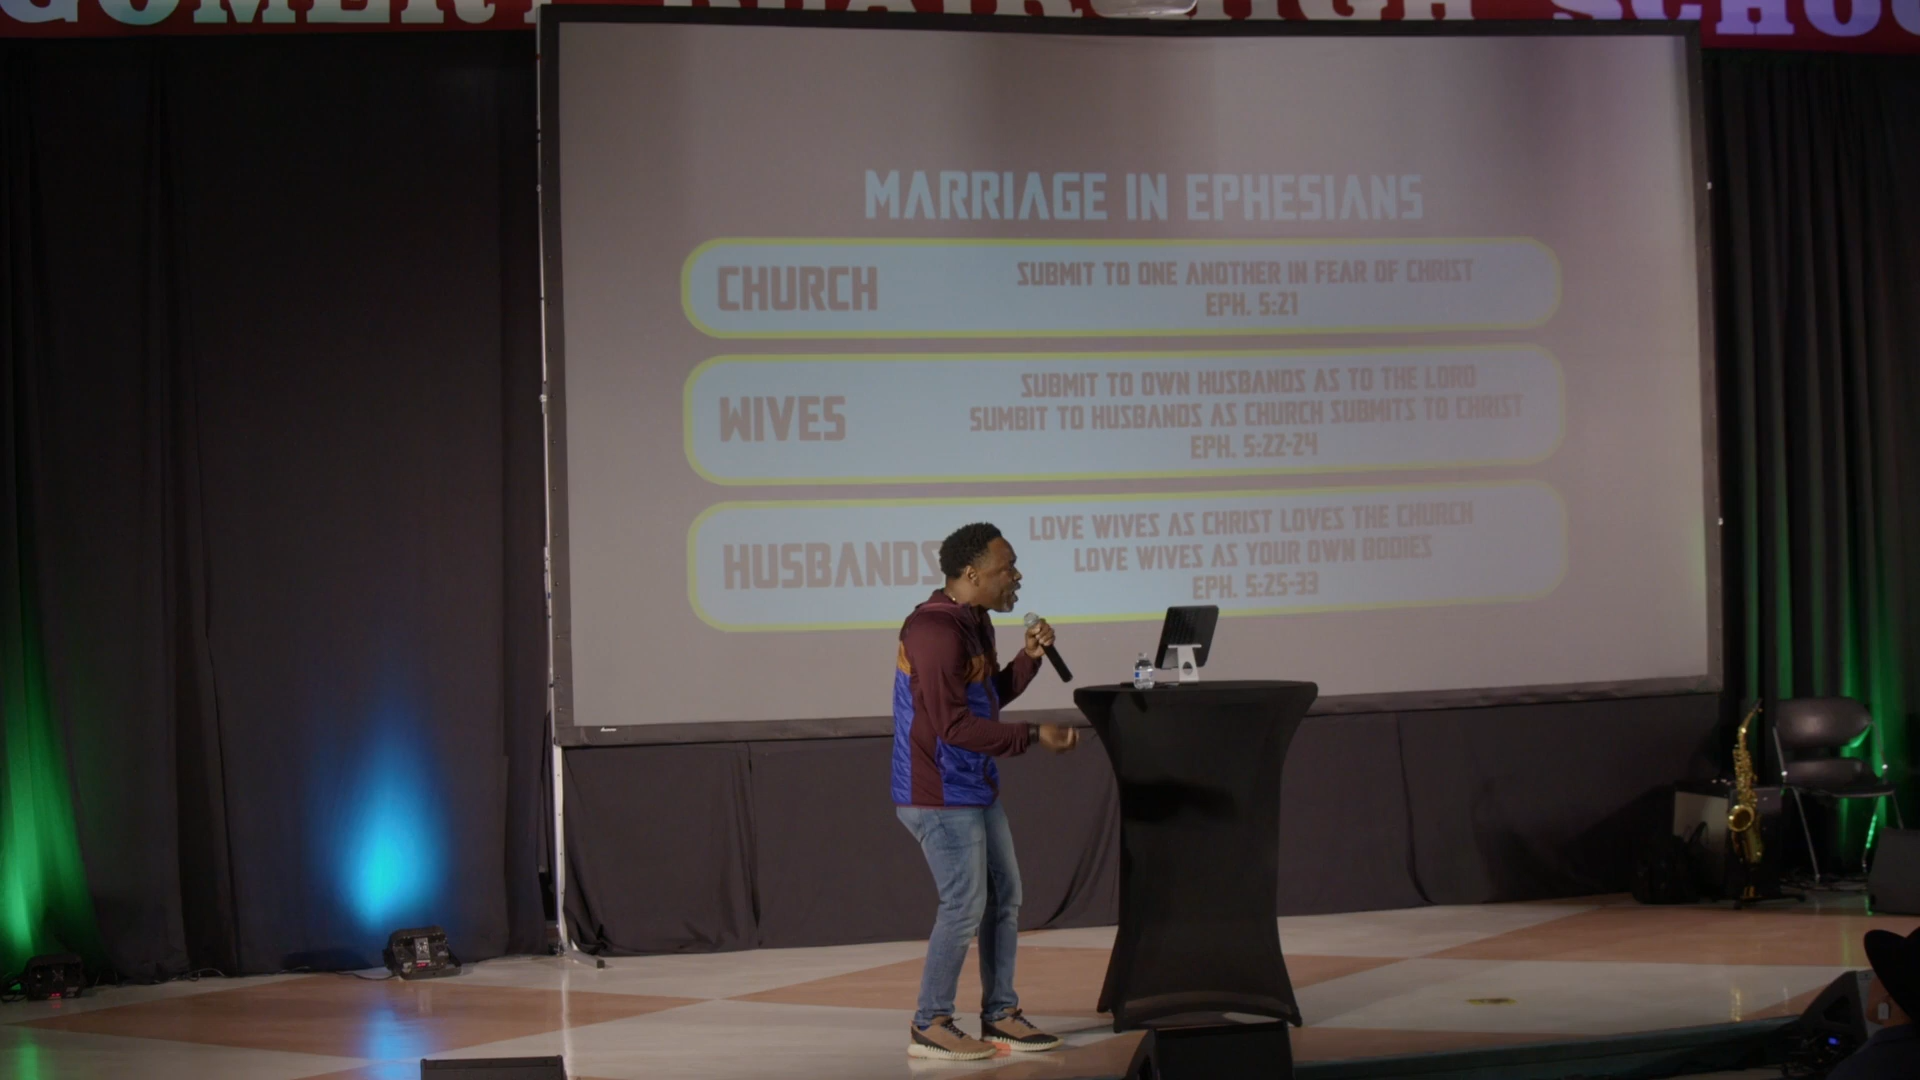 SCHO
MARRIAGE IN EPHESIANS
CHURCH
SUBMIT TO ONE ANOTHER IN FEAR OF CHRIST
EPH. 5:21
WIVES
SUBMIT TO OWN HUSBANDS AS TO THE LORD
SUMBIT TO HUSBANDS AS CHURCH SUBMITS TO CHRIST
EPH. 5:22-24
HUSBANDS
LOVE WIVES AS CHRIST LOVES THE CHURCH
LOVE WIVES AS YOUR OWN BODIES
EPH. 5:25-33